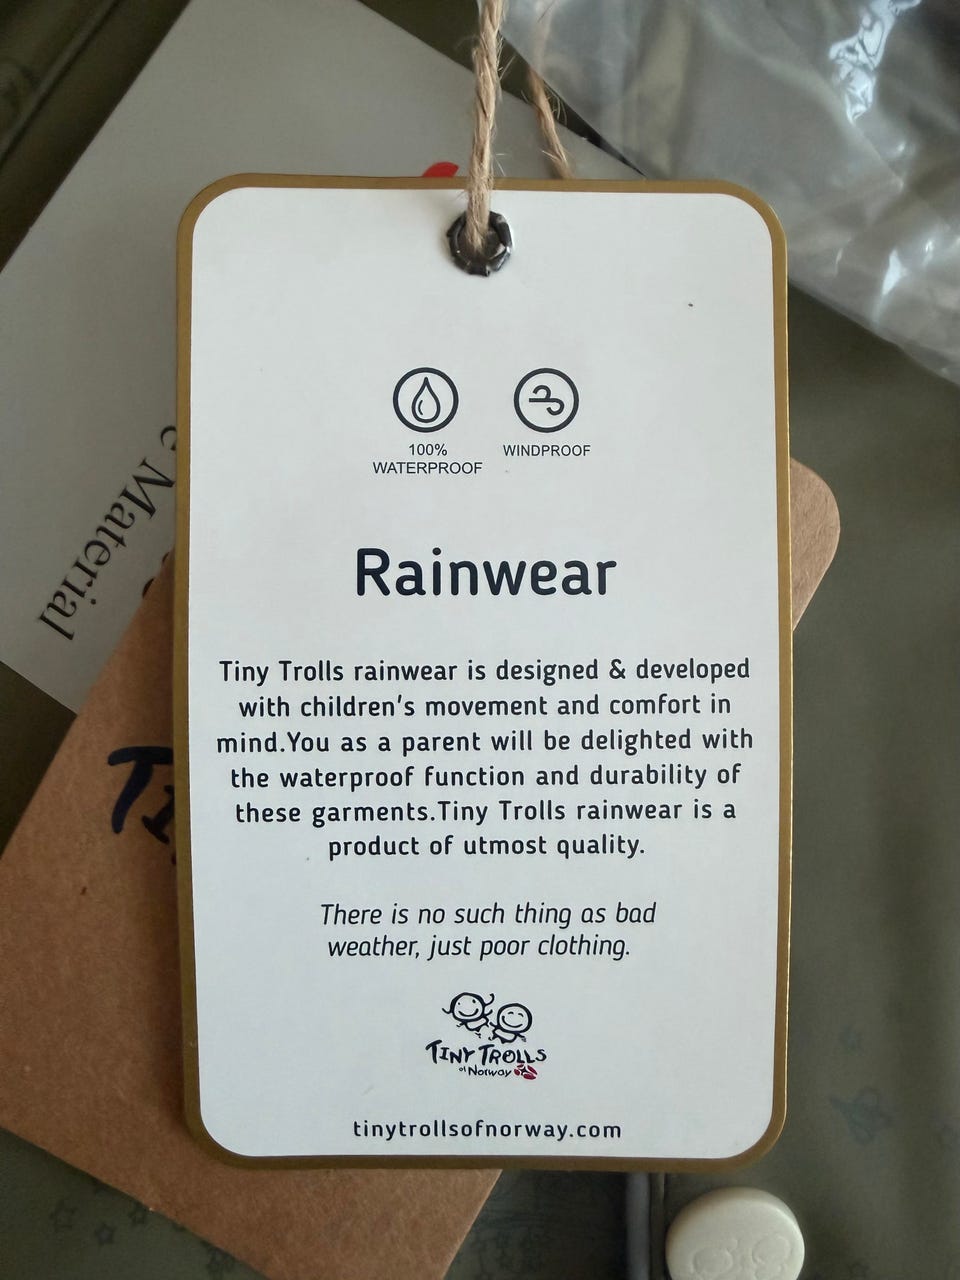 100%
WATERPROOF
WINDPROOF
Rainwear
Tiny Trolls rainwear is designed & developed
with children's movement and comfort in
mind.You as a parent will be delighted with
the waterproof function and durability of
these garments.Tiny Trolls rainwear is a
product of utmost quality.
There is no such thing as bad
weather, just poor clothing.
TINY TROLLS
of Norway
tinytrollsofnorway.com
Material